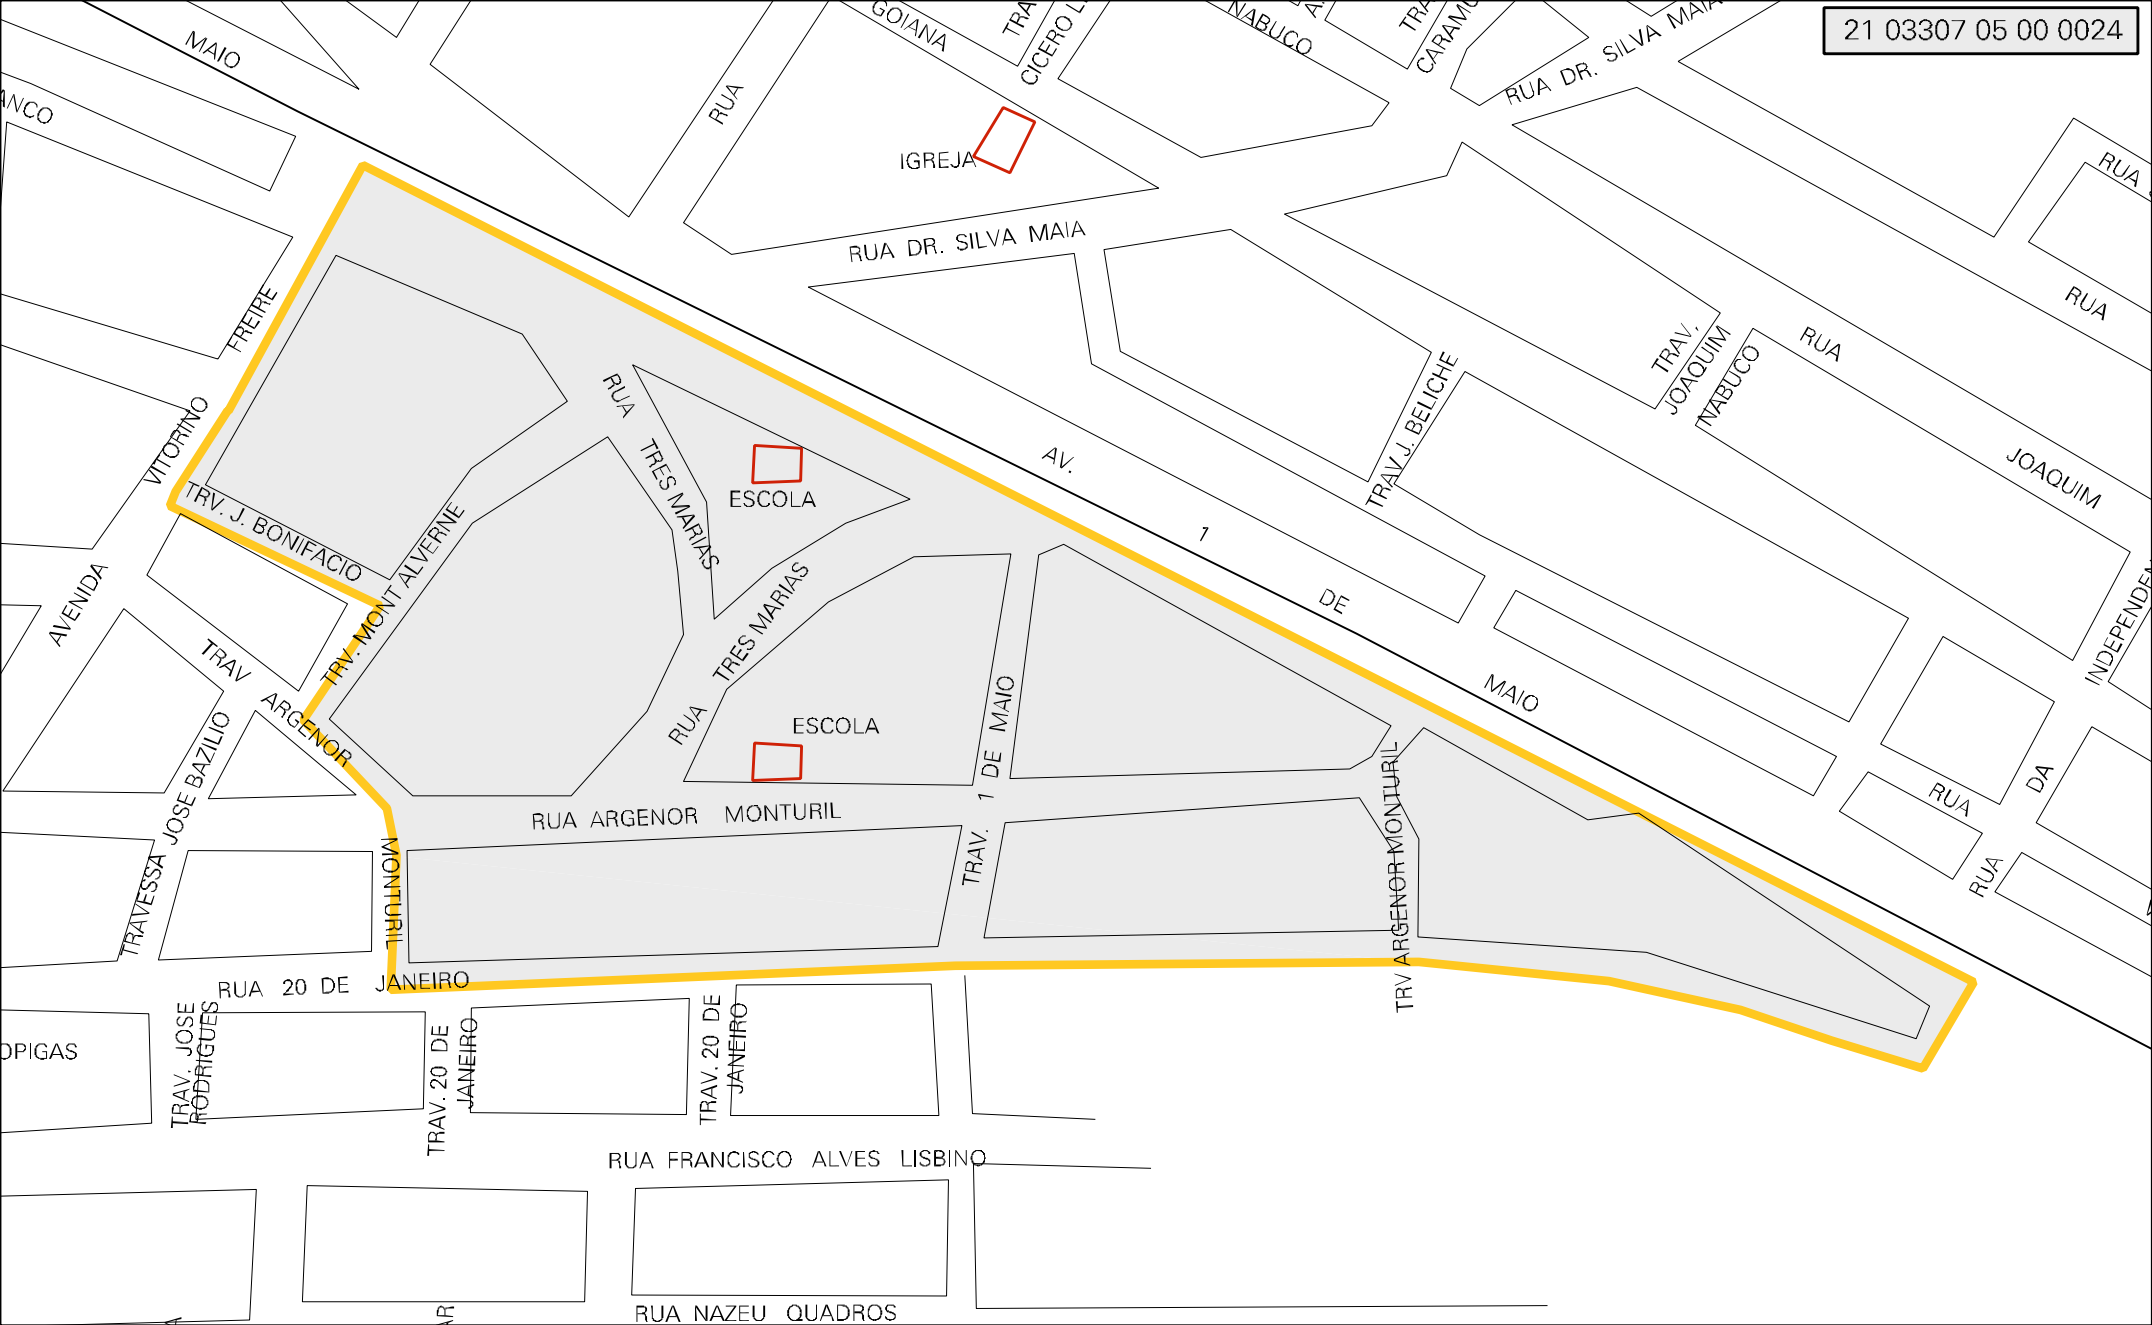 21 03307 05 00 0024
MAIO
RUA
GOIANA
CICERO
NABUCO
RUA DR. SILVA MAIA
IGREJA
RUA DR. SILVA MAIA
RUA
RUA
RUA
JOAQUIM
TRAV.
JOAQUIM
NABUCO
TRAV J. BELICHE
FREIRE
VITORINO
AVENIDA
TRV. J. BONIFACIO
TRV. MONT ALVERNE
RUA TRES MARIAS
ESCOLA
RUA TRES MARIAS
ESCOLA
AV. 1 DE MAIO
RUA
DA
RUA
TRAV ARGENOR
MONTURIL
TRAVESSA JOSE BAZILIO
RUA ARGENOR MONTURIL
TRAV. 1 DE MAIO
TRV ARGENOR MONTURIL
RUA 20 DE JANEIRO
OPIGAS
TRAV. JOSE
RODRIGUES
TRAV. 20 DE
JANEIRO
TRAV. 20 DE
JANEIRO
RUA FRANCISCO ALVES LISBINO
RUA NAZEU QUADROS